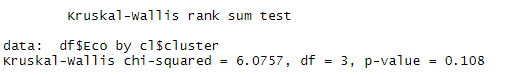 Kruskal-Wallis rank sum test
data:  df$Eco by cl$cluster
Kruskal-Wallis chi-squared = 6.0757, df = 3, p-value = 0.108